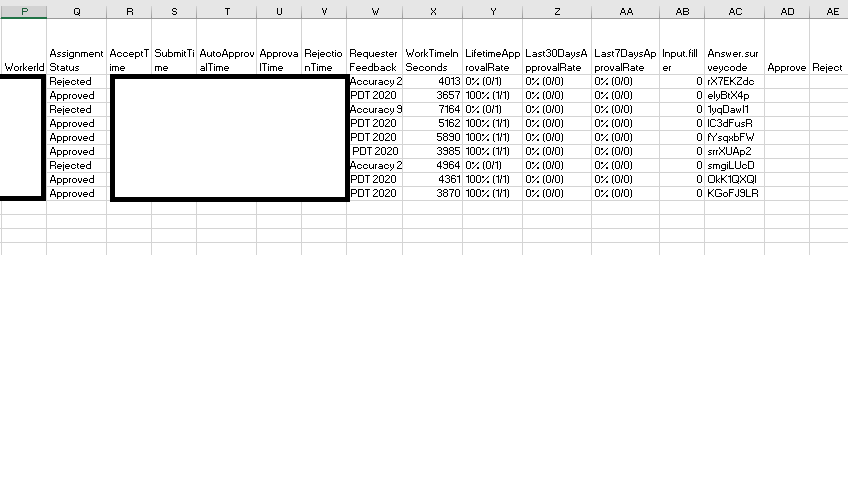 P Q R S T U V W X Y Z AA AB AC AD AE
WorkerId Assignment Status AcceptTime SubmitTime AutoApprovalTime ApprovalTime RejectionTime Requester Feedback WorkTimeInSeconds LifetimeApprovalRate Last30DaysApprovalRate Last7DaysApprovalRate Input.filler Answer.surveycode Approve Reject
Rejected Accuracy 2 4013 0% (0/1) 0% (0/0) 0% (0/0) 0 rX7EKZdc
Approved PDT 2020 3657 100% (1/1) 0% (0/0) 0% (0/0) 0 elyBtX4p
Rejected Accuracy 9 7164 0% (0/1) 0% (0/0) 0% (0/0) 0 1yqDawI1
Approved PDT 2020 5162 100% (1/1) 0% (0/0) 0% (0/0) 0 IC3dFusR
Approved PDT 2020 5890 100% (1/1) 0% (0/0) 0% (0/0) 0 fYsqxbFW
Approved PDT 2020 3985 100% (1/1) 0% (0/0) 0% (0/0) 0 srrXUAp2
Rejected Accuracy 2 4964 0% (0/1) 0% (0/0) 0% (0/0) 0 smgiLUcD
Approved PDT 2020 4361 100% (1/1) 0% (0/0) 0% (0/0) 0 OkK1QXQI
Approved PDT 2020 3870 100% (1/1) 0% (0/0) 0% (0/0) 0 KGoFJ9LR